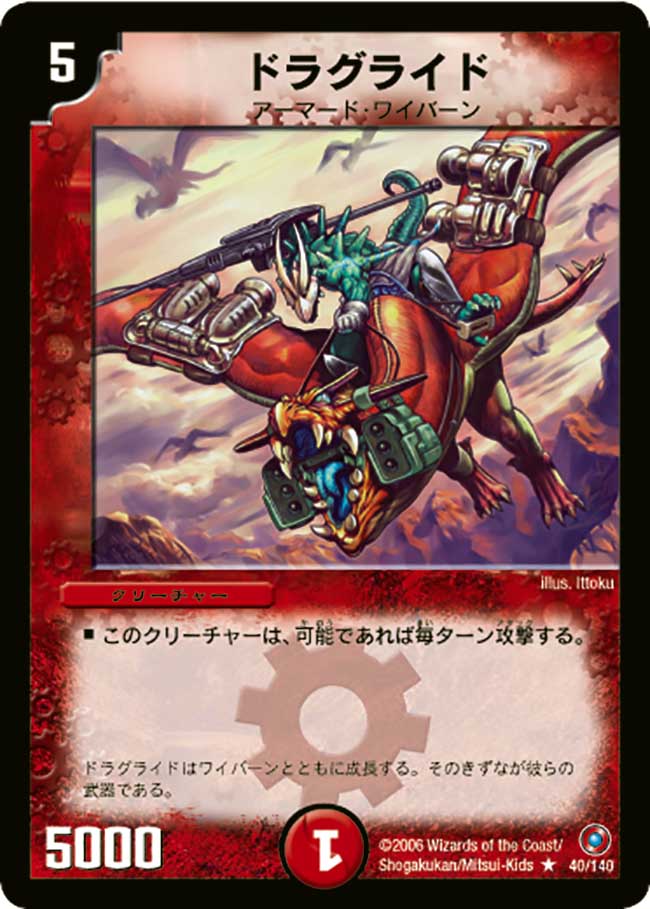 5
ドラグライド
アーマード・ワイバーン
illus. Ittoku
クリーチャー
■ このクリーチャーは、可能であれば毎ターン攻撃する。
ドラグライドはワイバーンとともに成長する。そのきずなが彼らの
武器である。
5000
1
©2006 Wizards of the Coast/
Shogakukan/Mitsui-Kids ★ 40/140